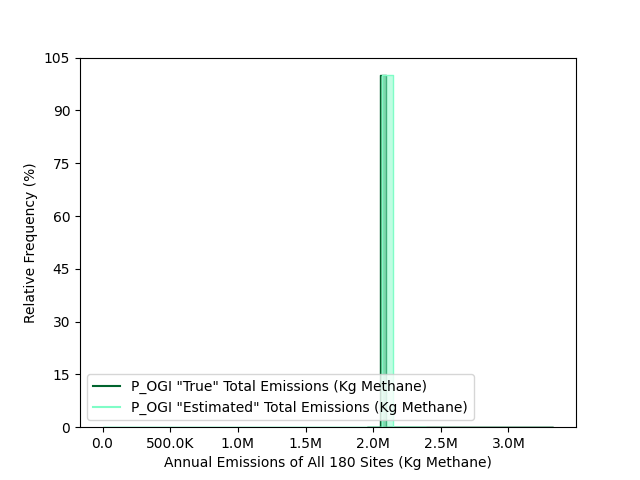 105
90
75
60
45
30
15
0
Relative Frequency (%)
P_OGI "True" Total Emissions (Kg Methane)
P_OGI "Estimated" Total Emissions (Kg Methane)
0.0 500.0K 1.0M 1.5M 2.0M 2.5M 3.0M
Annual Emissions of All 180 Sites (Kg Methane)